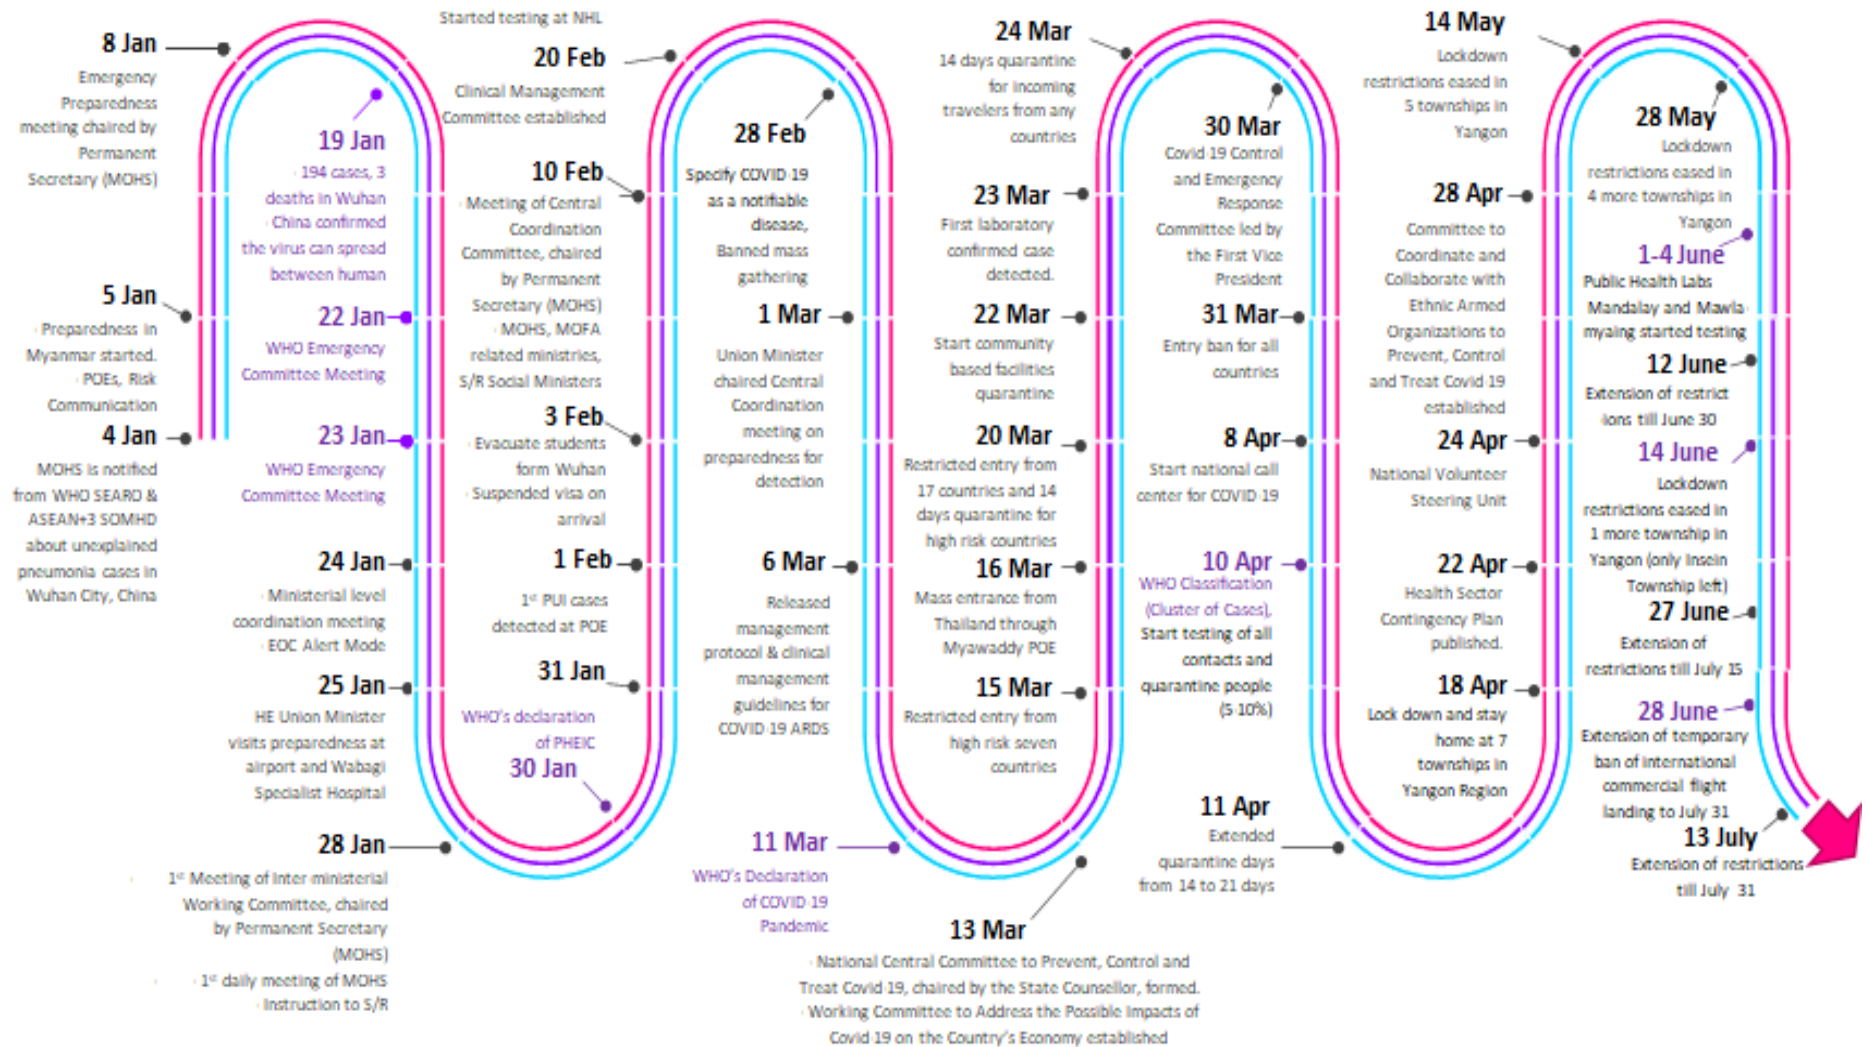 8 Jan
Emergency
Preparedness
meeting chaired by
Permanent
Secretary (MOHS)
5 Jan
· Preparedness in
Myanmar started.
· POEs, Risk
Communication
4 Jan
MOHS is notified
from WHO SEARO &
ASEAN+3 SOMHD
about unexplained
pneumonia cases in
Wuhan City, China
19 Jan
· 194 cases, 3
deaths in Wuhan
· China confirmed
the virus can spread
between human
22 Jan
WHO Emergency
Committee Meeting
23 Jan
WHO Emergency
Committee Meeting
24 Jan
· Ministerial level
coordination meeting
· EOC Alert Mode
25 Jan
HE Union Minister
visits preparedness at
airport and Wabagi
Specialist Hospital
28 Jan
· 1st Meeting of Inter ministerial
Working Committee, chaired
by Permanent Secretary
(MOHS)
· 1st daily meeting of MOHS
· Instruction to S/R
Started testing at NHL
20 Feb
Clinical Management
Committee established
10 Feb
· Meeting of Central
Coordination
Committee, chaired
by Permanent
Secretary (MOHS)
· MOHS, MOFA
related ministries,
S/R Social Ministers
3 Feb
· Evacuate students
form Wuhan
· Suspended visa on
arrival
1 Feb
1st PUI cases
detected at POE
31 Jan
WHO's declaration
of PHEIC
30 Jan
28 Feb
Specify COVID 19
as a notifiable
disease,
Banned mass
gathering
1 Mar
Union Minister
chaired Central
Coordination
meeting on
preparedness for
detection
6 Mar
Released
management
protocol & clinical
management
guidelines for
COVID 19 ARDS
11 Mar
WHO's Declaration
of COVID 19
Pandemic
13 Mar
· National Central Committee to Prevent, Control and
Treat Covid 19, chaired by the State Counsellor, formed.
· Working Committee to Address the Possible Impacts of
Covid 19 on the Country's Economy established
24 Mar
14 days quarantine
for incoming
travelers from any
countries
23 Mar
First laboratory
confirmed case
detected.
22 Mar
Start community
based facilities
quarantine
20 Mar
Restricted entry from
17 countries and 14
days quarantine for
high risk countries
16 Mar
Mass entrance from
Thailand through
Myawaddy POE
15 Mar
Restricted entry from
high risk seven
countries
30 Mar
Covid 19 Control
and Emergency
Response
Committee led by
the First Vice
President
31 Mar
Entry ban for all
countries
8 Apr
Start national call
center for COVID 19
10 Apr
WHO Classification
(Cluster of Cases),
Start testing of all
contacts and
quarantine people
(5 10%)
11 Apr
Extended
quarantine days
from 14 to 21 days
14 May
Lockdown
restrictions eased in
5 townships in
Yangon
28 Apr
Committee to
Coordinate and
Collaborate with
Ethnic Armed
Organizations to
Prevent, Control
and Treat Covid 19
established
24 Apr
National Volunteer
Steering Unit
22 Apr
Health Sector
Contingency Plan
published.
18 Apr
Lock down and stay
home at 7
townships in
Yangon Region
28 May
Lockdown
restrictions eased in
4 more townships in
Yangon
1-4 June
Public Health Labs
Mandalay and Mawla
myaing started testing
12 June
Extension of restrict
ions till June 30
14 June
Lockdown
restrictions eased in
1 more township in
Yangon (only Insein
Township left)
27 June
Extension of
restrictions till July 15
28 June
Extension of temporary
ban of international
commercial flight
landing to July 31
13 July
Extension of restrictions
till July 31